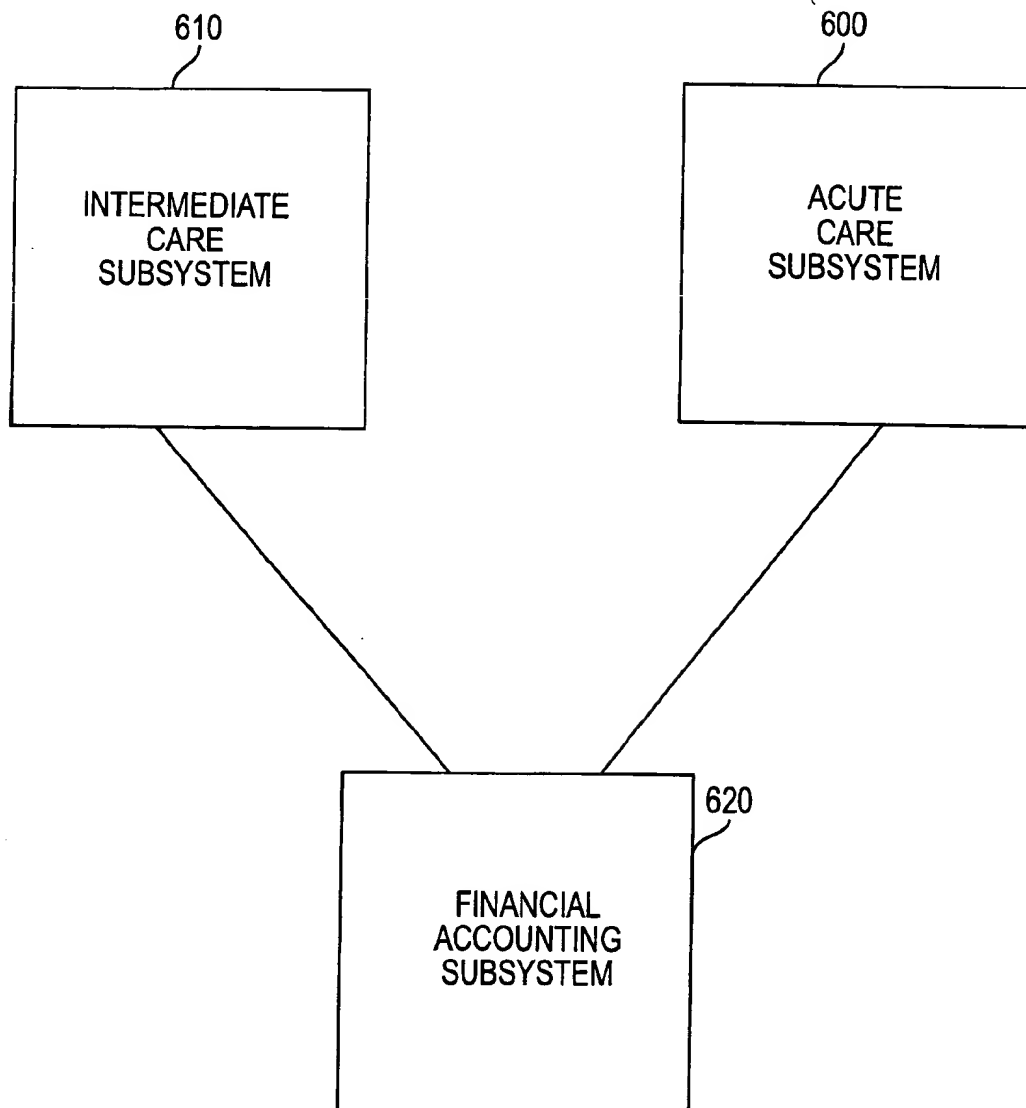 610
600
INTERMEDIATE
CARE
SUBSYSTEM
ACUTE
CARE
SUBSYSTEM
620
FINANCIAL
ACCOUNTING
SUBSYSTEM